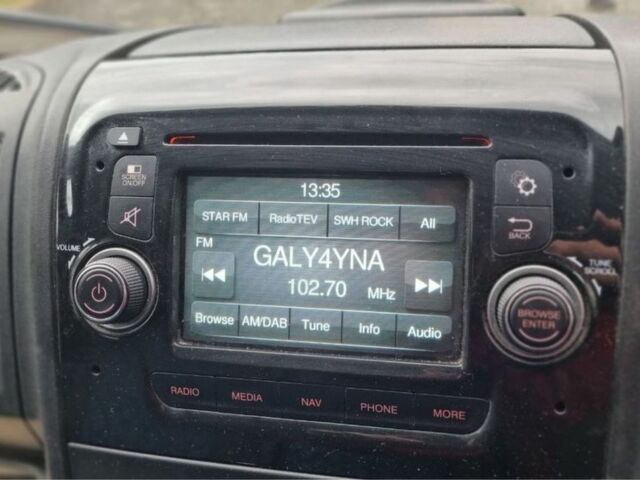 SCREEN
ON/OFF
VOLUME
13:35
STAR FM RadioTEV SWH ROCK All
FM
GALY4YNA
102.70 MHz
Browse AM/DAB Tune Info Audio
BACK
TUNE
SCROLL
BROWSE
ENTER
RADIO MEDIA NAV PHONE MORE